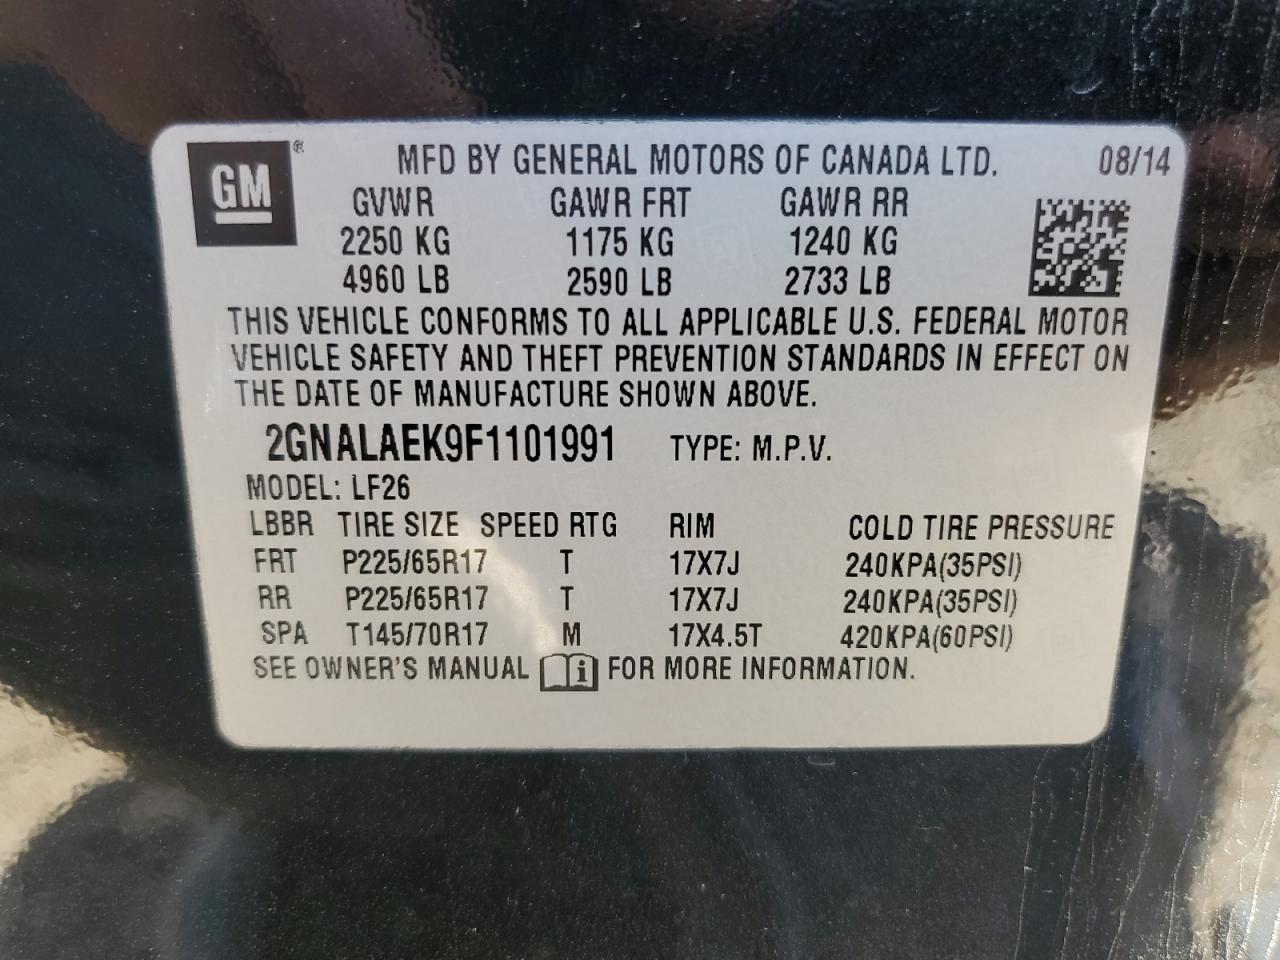 GM® MFD BY GENERAL MOTORS OF CANADA LTD. 08/14
GVWR GAWR FRT GAWR RR
2250 KG 1175 KG 1240 KG
4960 LB 2590 LB 2733 LB
THIS VEHICLE CONFORMS TO ALL APPLICABLE U.S. FEDERAL MOTOR
VEHICLE SAFETY AND THEFT PREVENTION STANDARDS IN EFFECT ON
THE DATE OF MANUFACTURE SHOWN ABOVE.
2GNALAEK9F1101991 TYPE: M.P.V.
MODEL: LF26
LBBR TIRE SIZE SPEED RTG RIM COLD TIRE PRESSURE
FRT P225/65R17 T 17X7J 240KPA(35PSI)
RR P225/65R17 T 17X7J 240KPA(35PSI)
SPA T145/70R17 M 17X4.5T 420KPA(60PSI)
SEE OWNER'S MANUAL i FOR MORE INFORMATION.